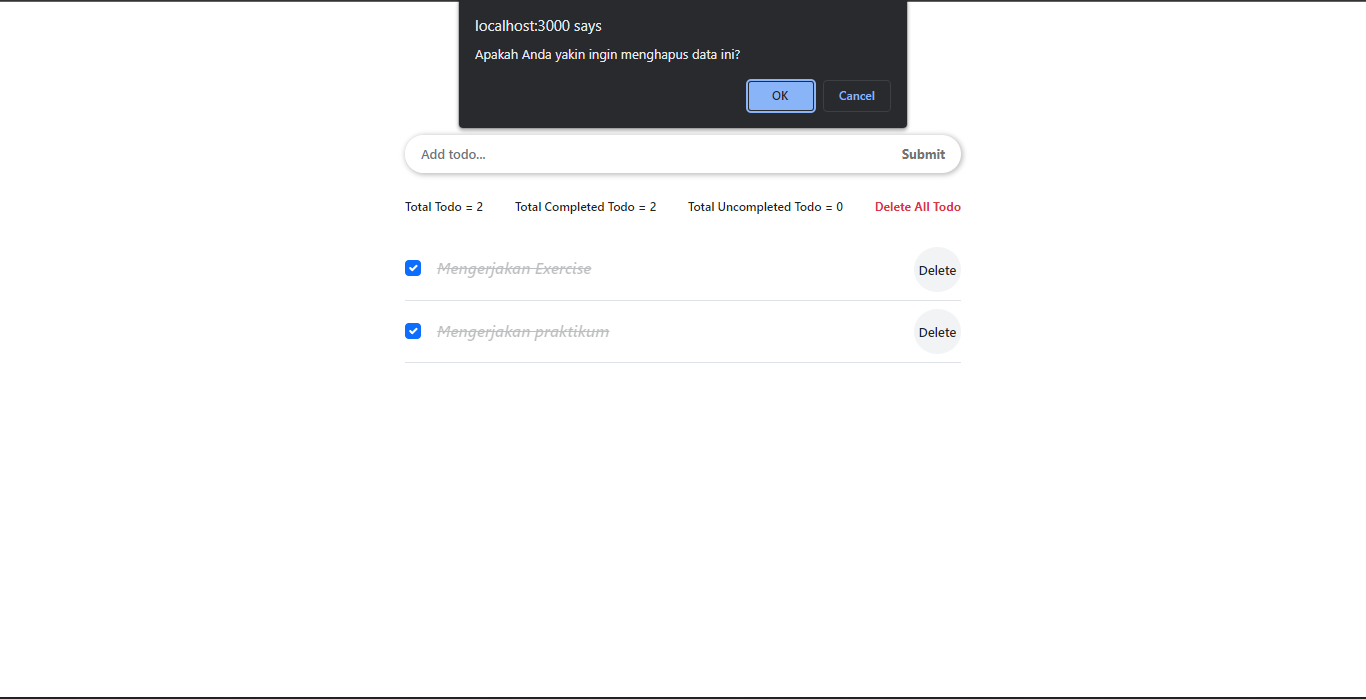 localhost:3000 says
Apakah Anda yakin ingin menghapus data ini?
OK Cancel
Add todo... Submit
Total Todo = 2 Total Completed Todo = 2 Total Uncompleted Todo = 0 Delete All Todo
Mengerjakan Exercise Delete
Mengerjakan praktikum Delete